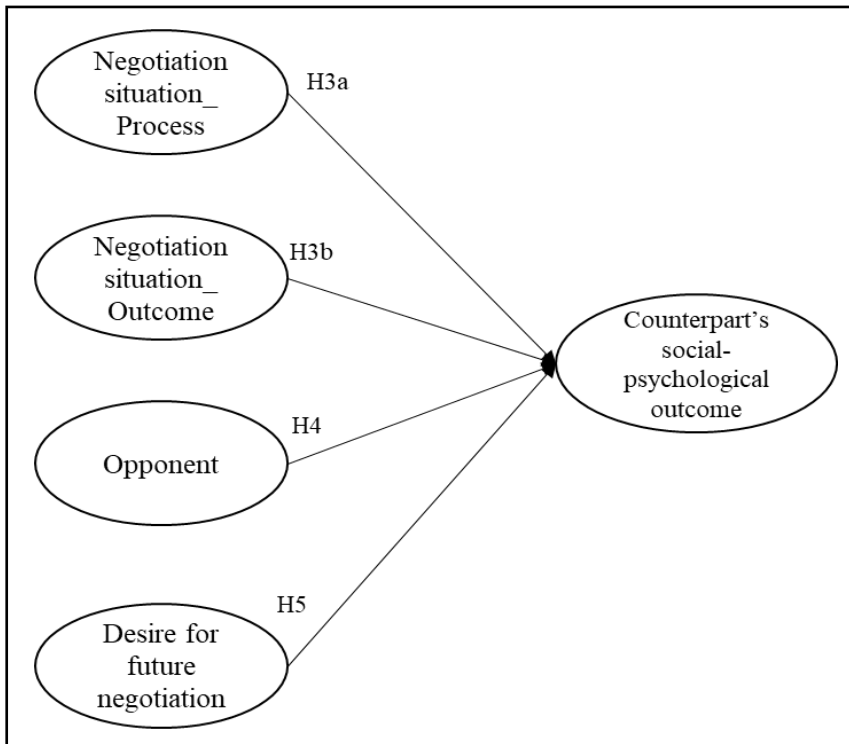 Negotiation
situation_
Process
H3a
Negotiation
situation_
Outcome
H3b
Opponent
H4
Desire for
future
negotiation
H5
Counterpart’s
social-
psychological
outcome